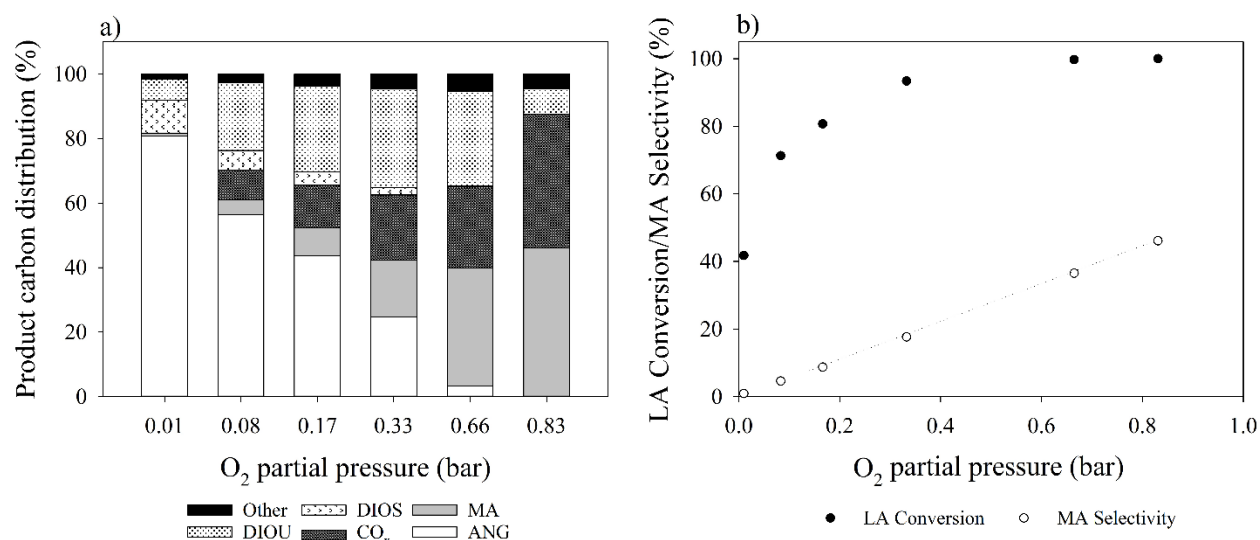 a)
Product carbon distribution (%)
100
80
60
40
20
0
0.01 0.08 0.17 0.33 0.66 0.83
O₂ partial pressure (bar)
Other DIOS MA
DIOU COₓ ANG
b)
LA Conversion/MA Selectivity (%)
100
80
60
40
20
0
0.0 0.2 0.4 0.6 0.8 1.0
O₂ partial pressure (bar)
LA Conversion MA Selectivity